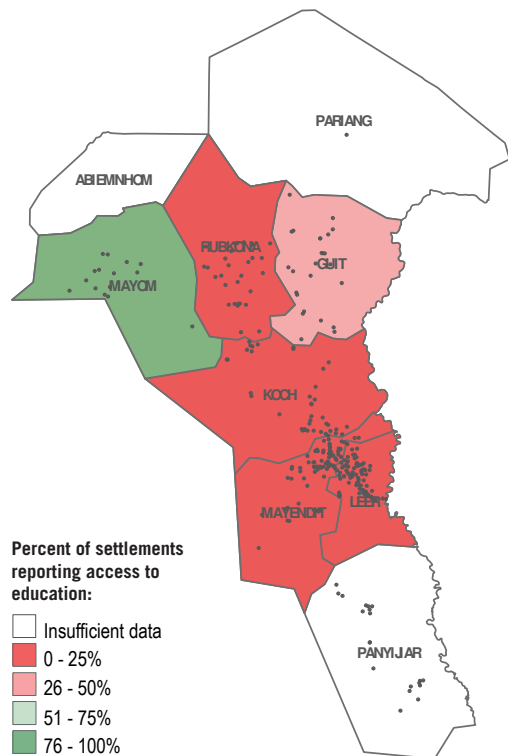 PARIANG
ABIEMNHOM
RUBKONA
GUIT
MAYOM
KOCH
MAYENDIT
LEER
PANYIJIAR
Percent of settlements
reporting access to
education:
Insufficient data
0 - 25%
26 - 50%
51 - 75%
76 - 100%